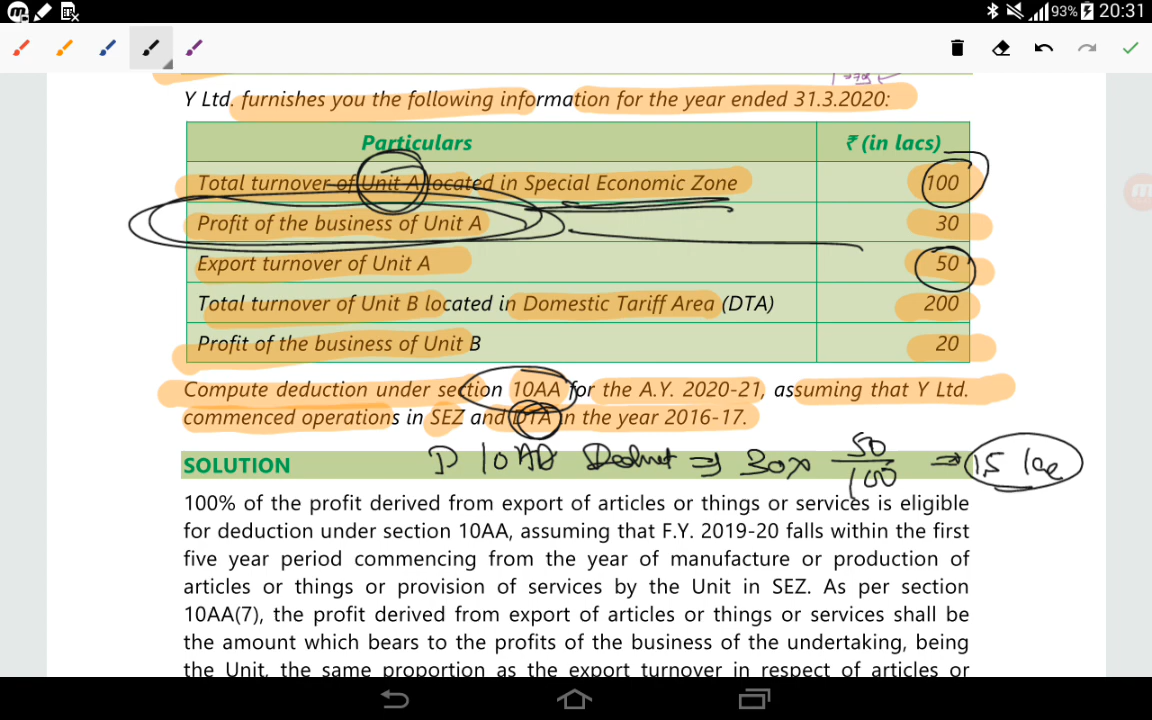 93% 20:31
Y Ltd. furnishes you the following information for the year ended 31.3.2020:
Particulars ₹ (in lacs)
Total turnover of Unit A located in Special Economic Zone 100
Profit of the business of Unit A 30
Export turnover of Unit A 50
Total turnover of Unit B located in Domestic Tariff Area (DTA) 200
Profit of the business of Unit B 20
Compute deduction under section 10AA for the A.Y. 2020-21, assuming that Y Ltd.
commenced operations in SEZ and DTA in the year 2016-17.
SOLUTION 10AA ⇒ 30 × 50/100 ⇒ 15 lac
100% of the profit derived from export of articles or things or services is eligible
for deduction under section 10AA, assuming that F.Y. 2019-20 falls within the first
five year period commencing from the year of manufacture or production of
articles or things or provision of services by the Unit in SEZ. As per section
10AA(7), the profit derived from export of articles or things or services shall be
the amount which bears to the profits of the business of the undertaking, being
the Unit, the same proportion as the export turnover in respect of articles or